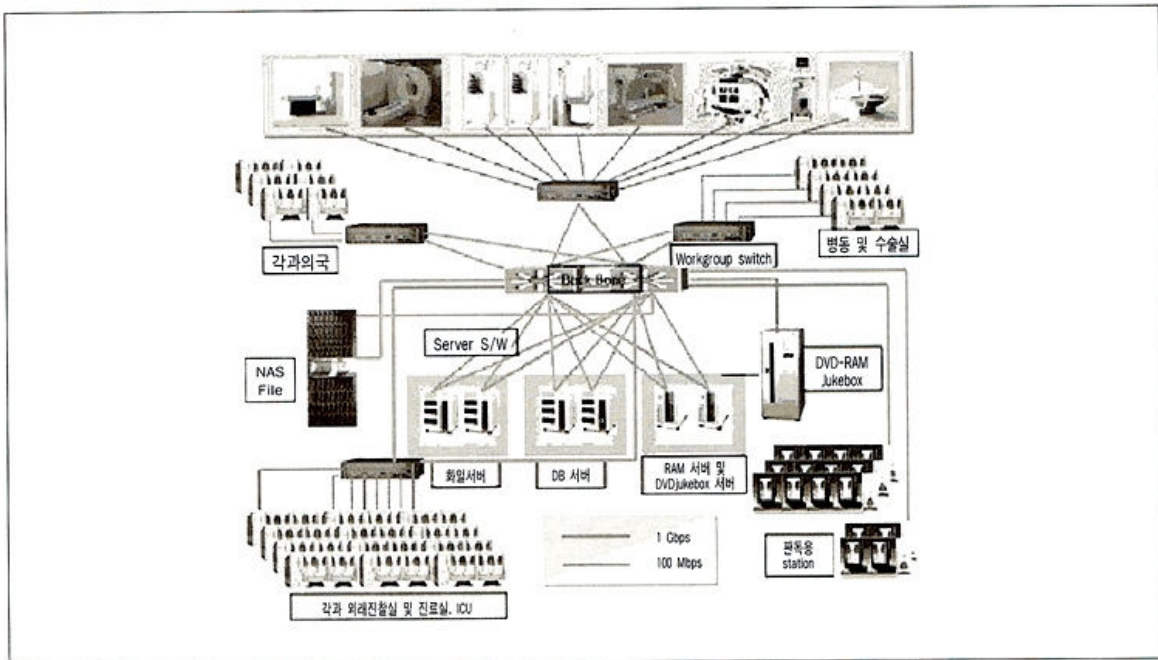 각과의국
Workgroup switch
병동 및 수술실
Back Bone
Server S/W
NAS
File
DVD-RAM
Jukebox
화일서버
DB 서버
RAM 서버 및
DVDjukebox 서버
1 Gbps
100 Mbps
판독용
station
각과 외래진찰실 및 진료실, ICU